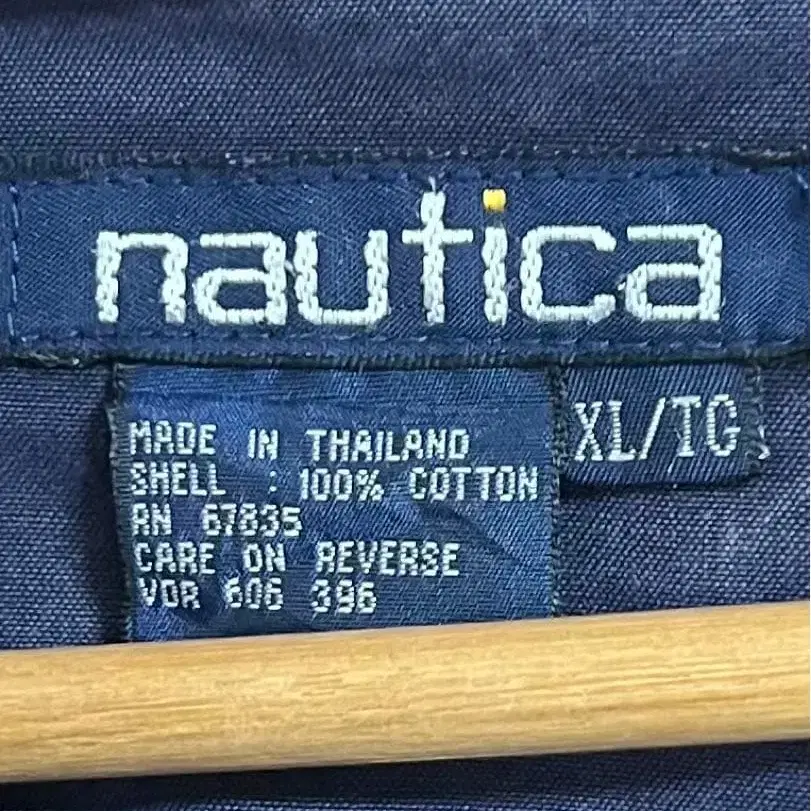 nautica
XL/TG
MADE IN THAILAND
SHELL : 100% COTTON
RN 67835
CARE ON REVERSE
VDR 606 396